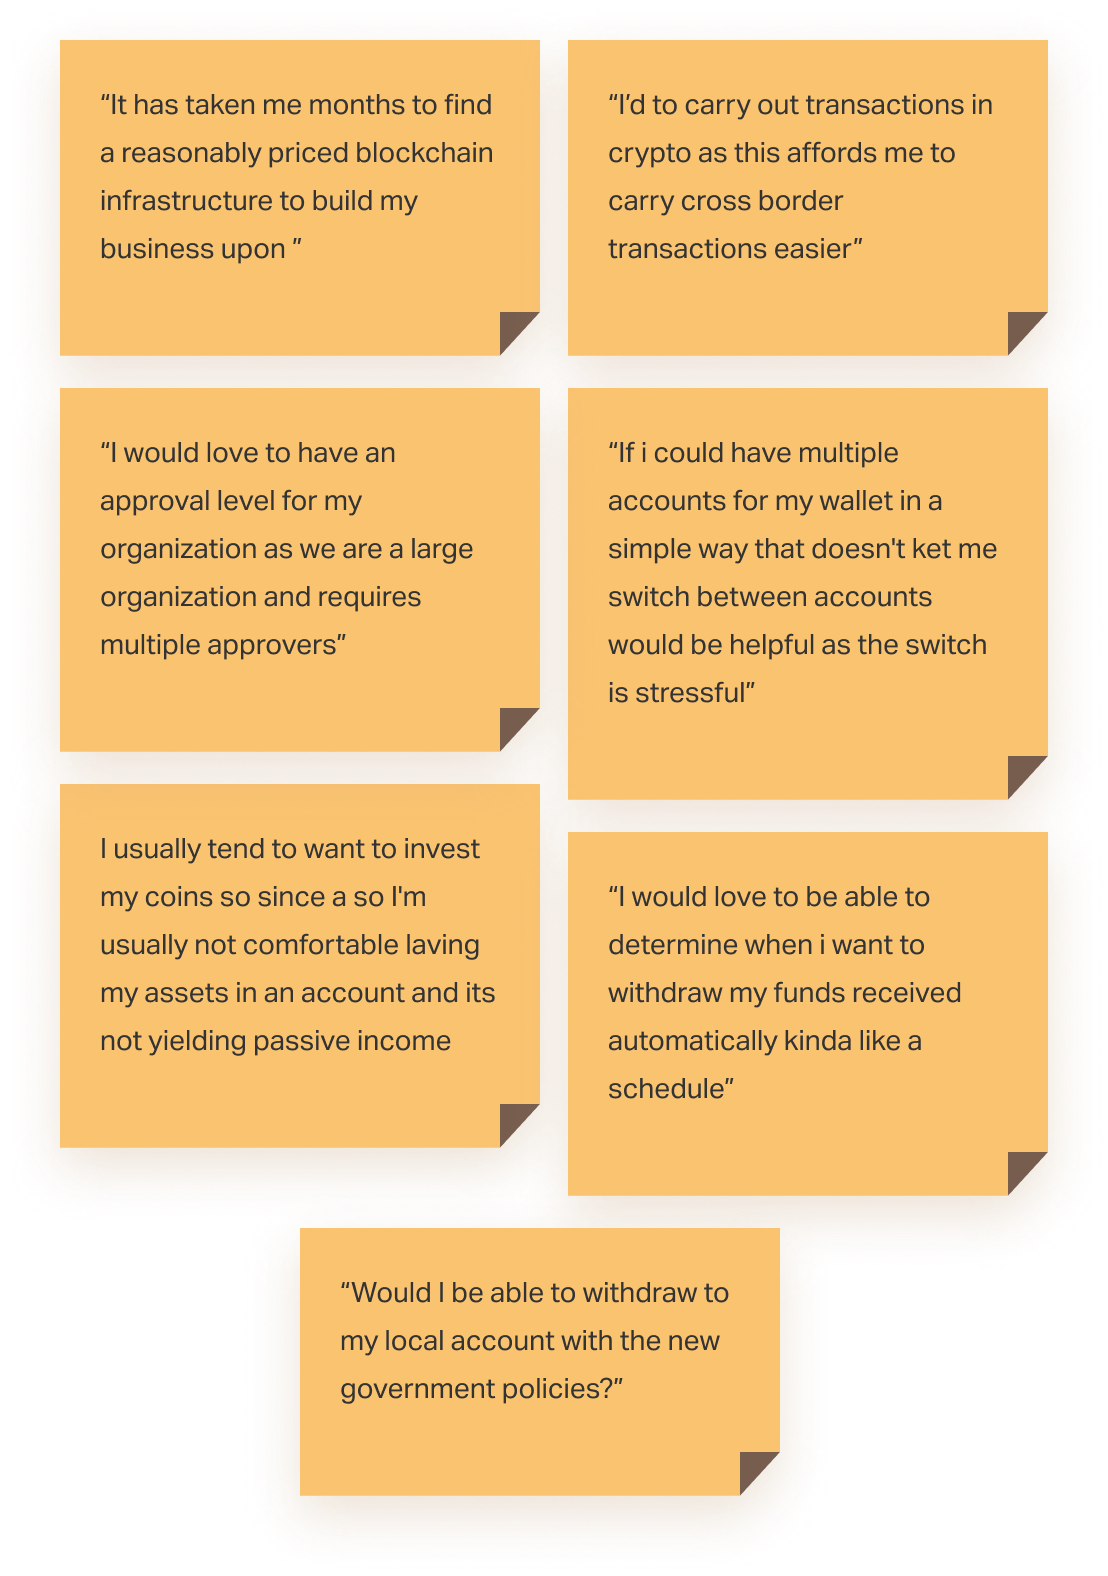 “It has taken me months to find
a reasonably priced blockchain
infrastructure to build my
business upon ”
“I’d to carry out transactions in
crypto as this affords me to
carry cross border
transactions easier”
“I would love to have an
approval level for my
organization as we are a large
organization and requires
multiple approvers”
“If i could have multiple
accounts for my wallet in a
simple way that doesn't ket me
switch between accounts
would be helpful as the switch
is stressful”
I usually tend to want to invest
my coins so since a so I'm
usually not comfortable laving
my assets in an account and its
not yielding passive income
“I would love to be able to
determine when i want to
withdraw my funds received
automatically kinda like a
schedule”
“Would I be able to withdraw to
my local account with the new
government policies?”